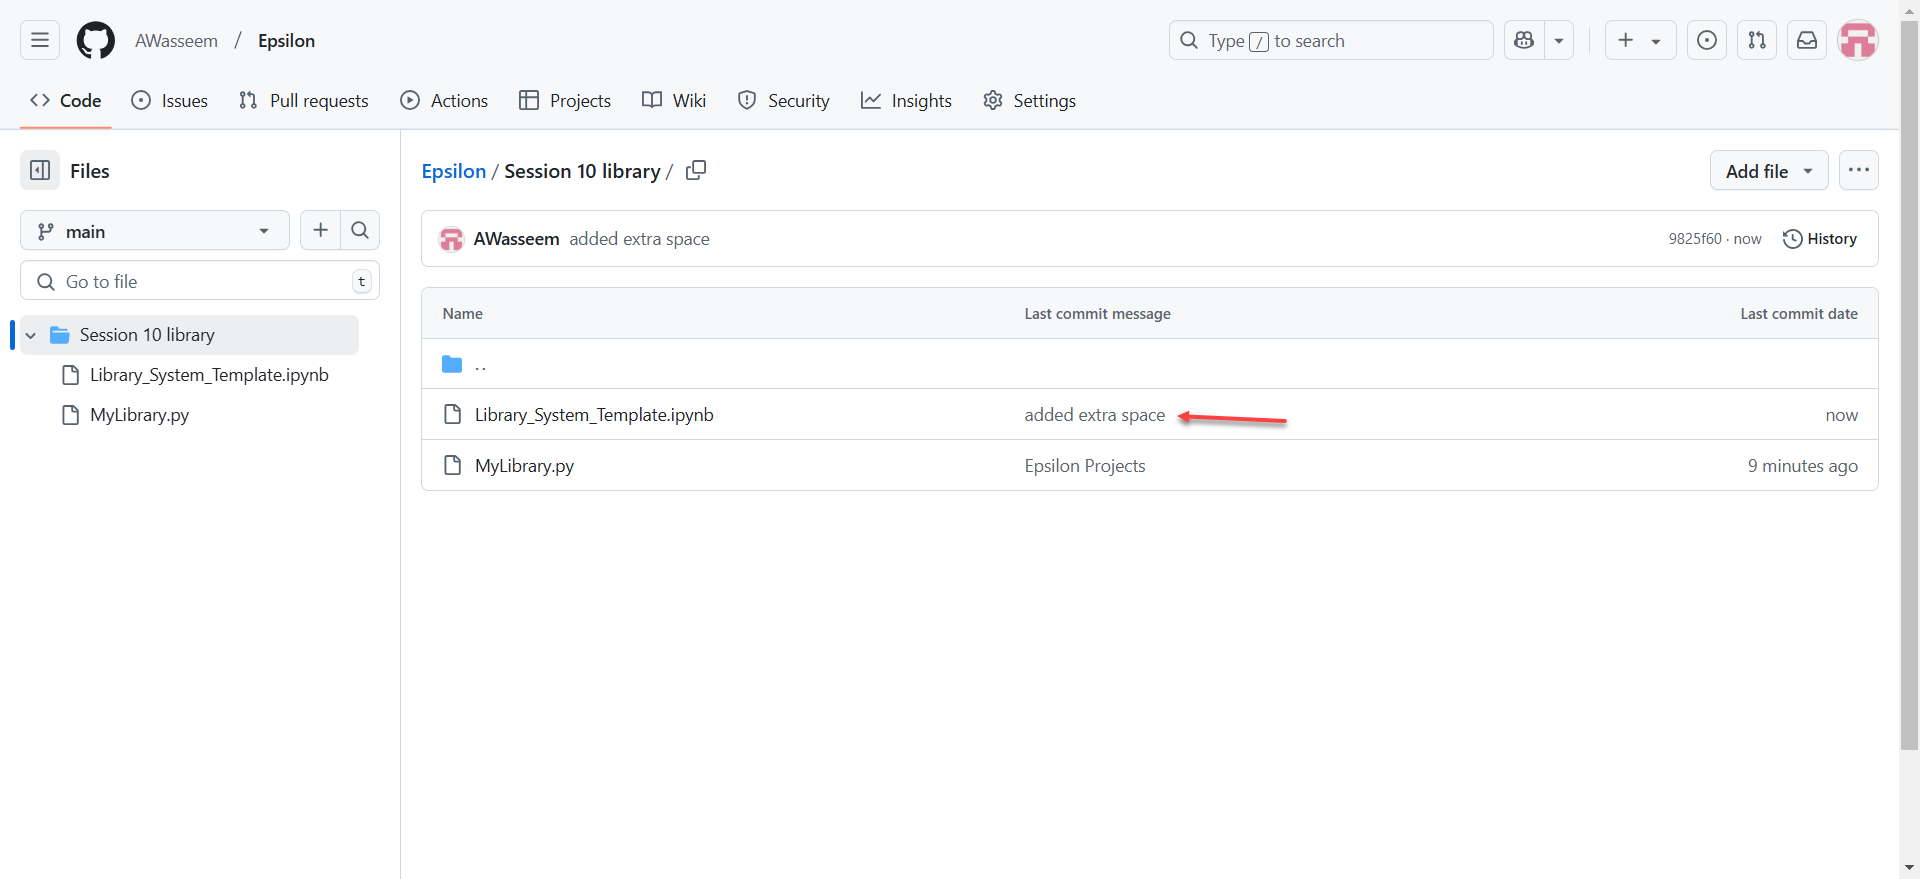 AWasseem / Epsilon
Type / to search
Code Issues Pull requests Actions Projects Wiki Security Insights Settings
Files
main
Go to file t
Session 10 library
Library_System_Template.ipynb
MyLibrary.py
Epsilon / Session 10 library /
Add file
AWasseem added extra space 9825f60 · now History
Name Last commit message Last commit date
..
Library_System_Template.ipynb added extra space now
MyLibrary.py Epsilon Projects 9 minutes ago